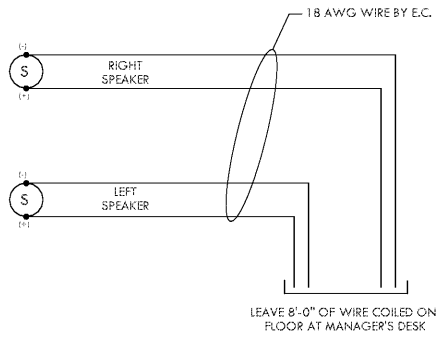 18 AWG WIRE BY E.C.
(-)
S
RIGHT
SPEAKER
(+)
(-)
S
LEFT
SPEAKER
(+)
LEAVE 8'-0" OF WIRE COILED ON
FLOOR AT MANAGER'S DESK